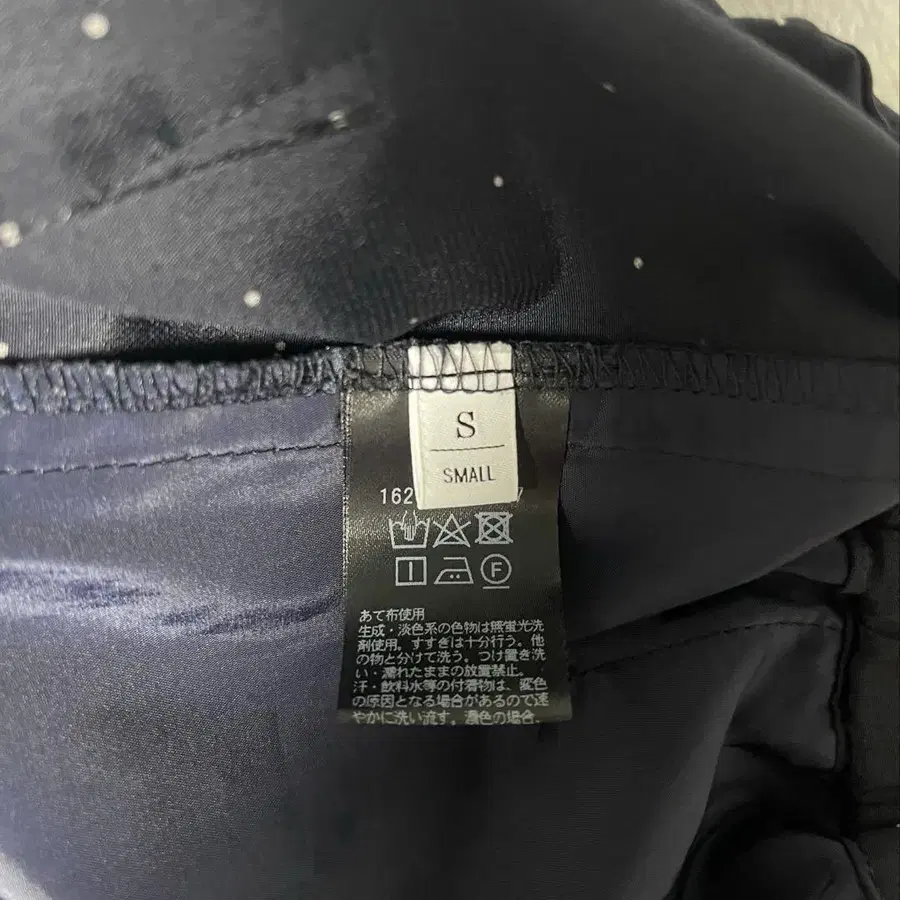 S
SMALL
162 7
F
あて布使用
生成・淡色系の色物は無蛍光洗
剤使用。すすぎは十分行う。他
の物と分けて洗う。つけ置き洗
い・濡れたままの放置禁止。
汗・飲料水等の付着物は、変色
の原因となる場合があるので速
やかに洗い流す。濃色の場合、